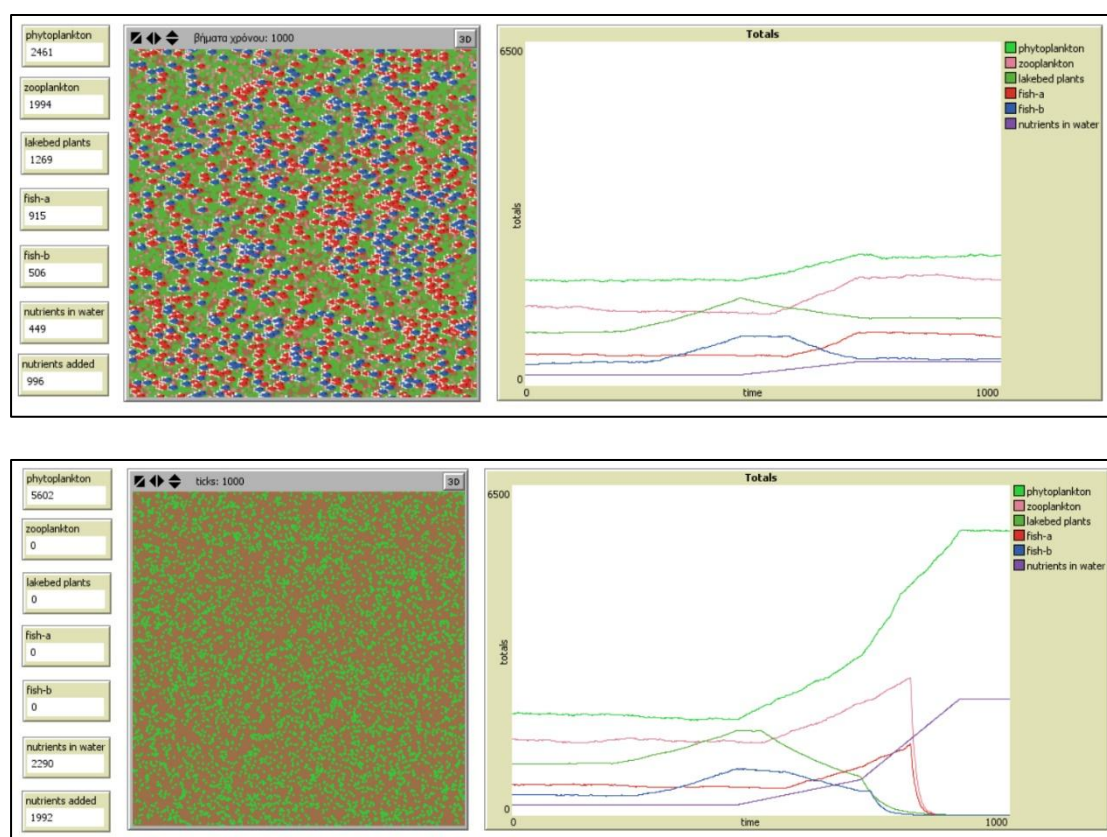 phytoplankton
2461
zooplankton
1994
lakebed plants
1269
fish-a
915
fish-b
506
nutrients in water
449
nutrients added
996
βήματα χρόνου: 1000
3D
Totals
6500
totals
0
0
time
1000
phytoplankton
zooplankton
lakebed plants
fish-a
fish-b
nutrients in water
phytoplankton
5602
zooplankton
0
lakebed plants
0
fish-a
0
fish-b
0
nutrients in water
2290
nutrients added
1992
ticks: 1000
3D
Totals
6500
totals
0
0
time
1000
phytoplankton
zooplankton
lakebed plants
fish-a
fish-b
nutrients in water